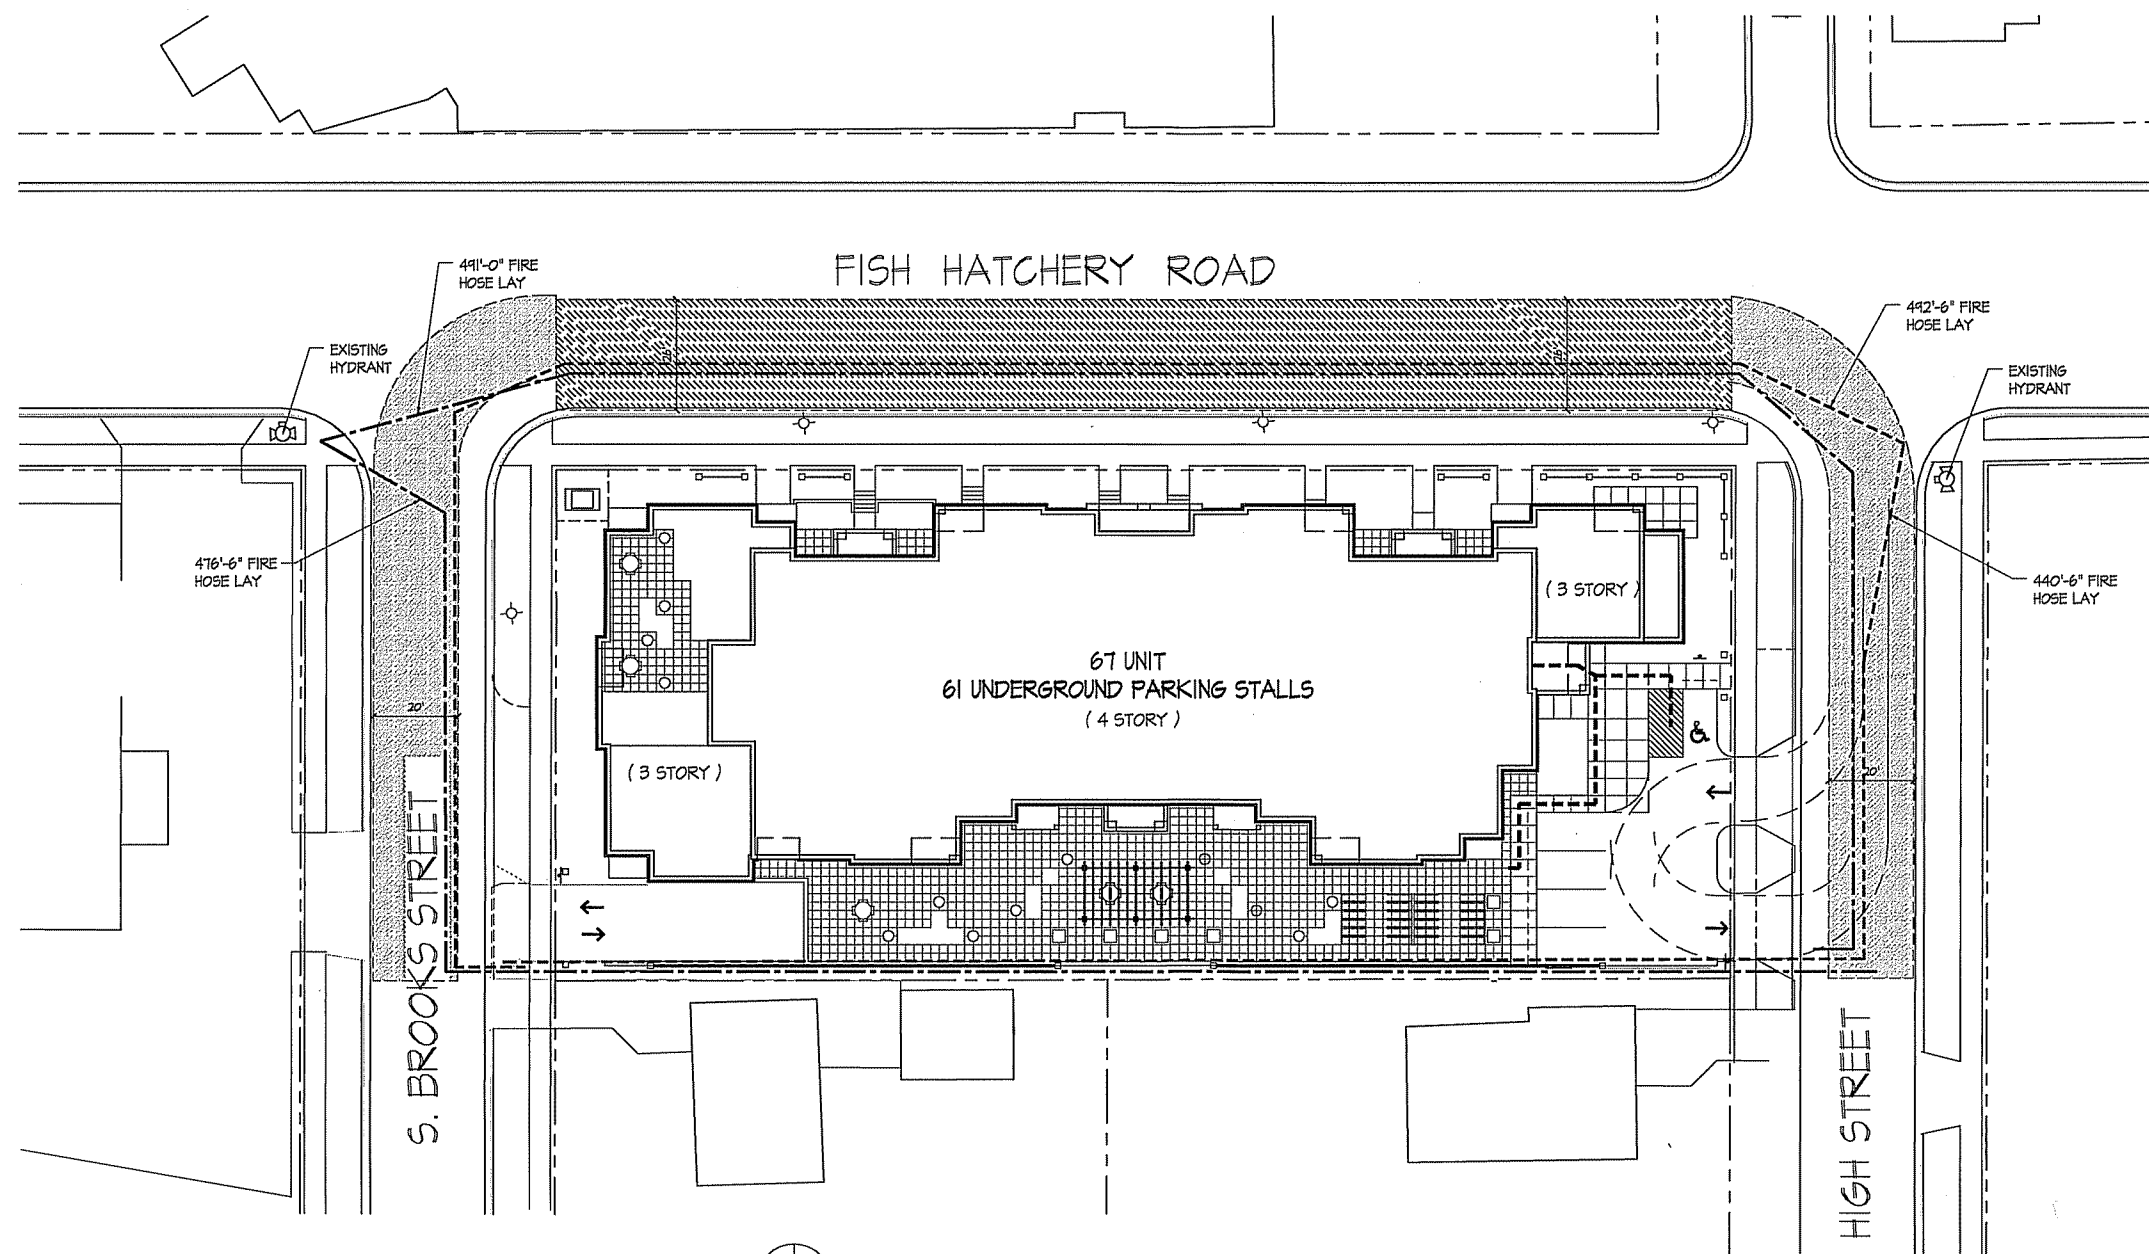 FISH HATCHERY ROAD
491'-0" FIRE
HOSE LAY
492'-6" FIRE
HOSE LAY
EXISTING
HYDRANT
EXISTING
HYDRANT
26'
26'
476'-6" FIRE
HOSE LAY
440'-6" FIRE
HOSE LAY
( 3 STORY )
67 UNIT
61 UNDERGROUND PARKING STALLS
( 4 STORY )
( 3 STORY )
20'
20'
S. BROOKS STREET
HIGH STREET